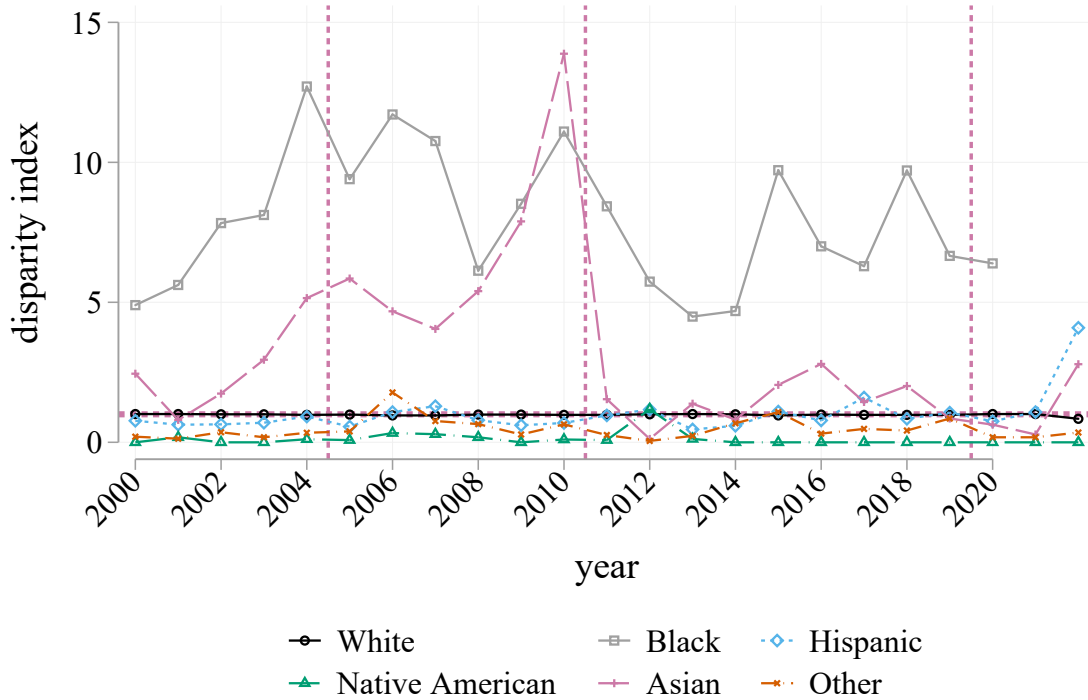 15
10
5
0
disparity index
2000 2002 2004 2006 2008 2010 2012 2014 2016 2018 2020
year
White Black Hispanic
Native American Asian Other